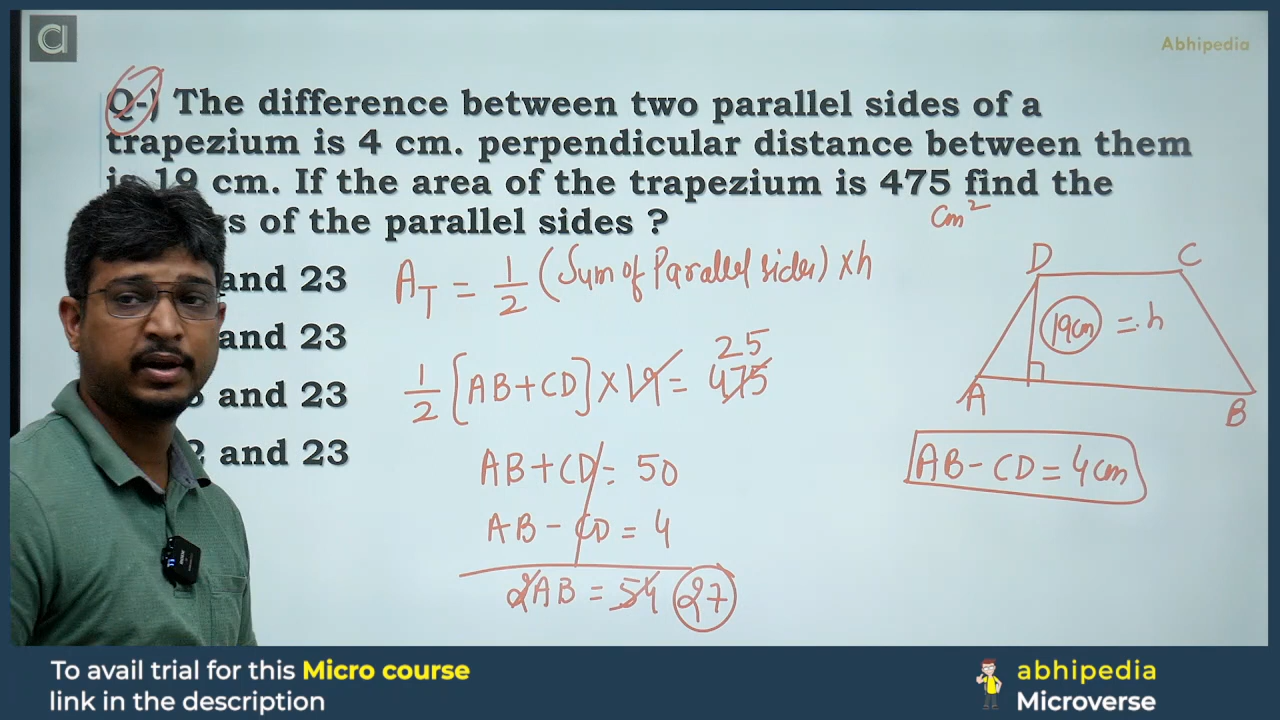 Abhipedia
Q-) The difference between two parallel sides of a
trapezium is 4 cm. perpendicular distance between them
is 19 cm. If the area of the trapezium is 475 find the
of the parallel sides ?
cm²
and 23
and 23
and 23
2 and 23
A_T = 1/2 (Sum of Parallel sides) × h
1/2 [AB + CD] × 19 = 475
25
AB + CD = 50
AB - CD = 4
2AB = 54 27
D C
19cm = h
A B
AB - CD = 4cm
To avail trial for this Micro course
link in the description
abhipedia
Microverse